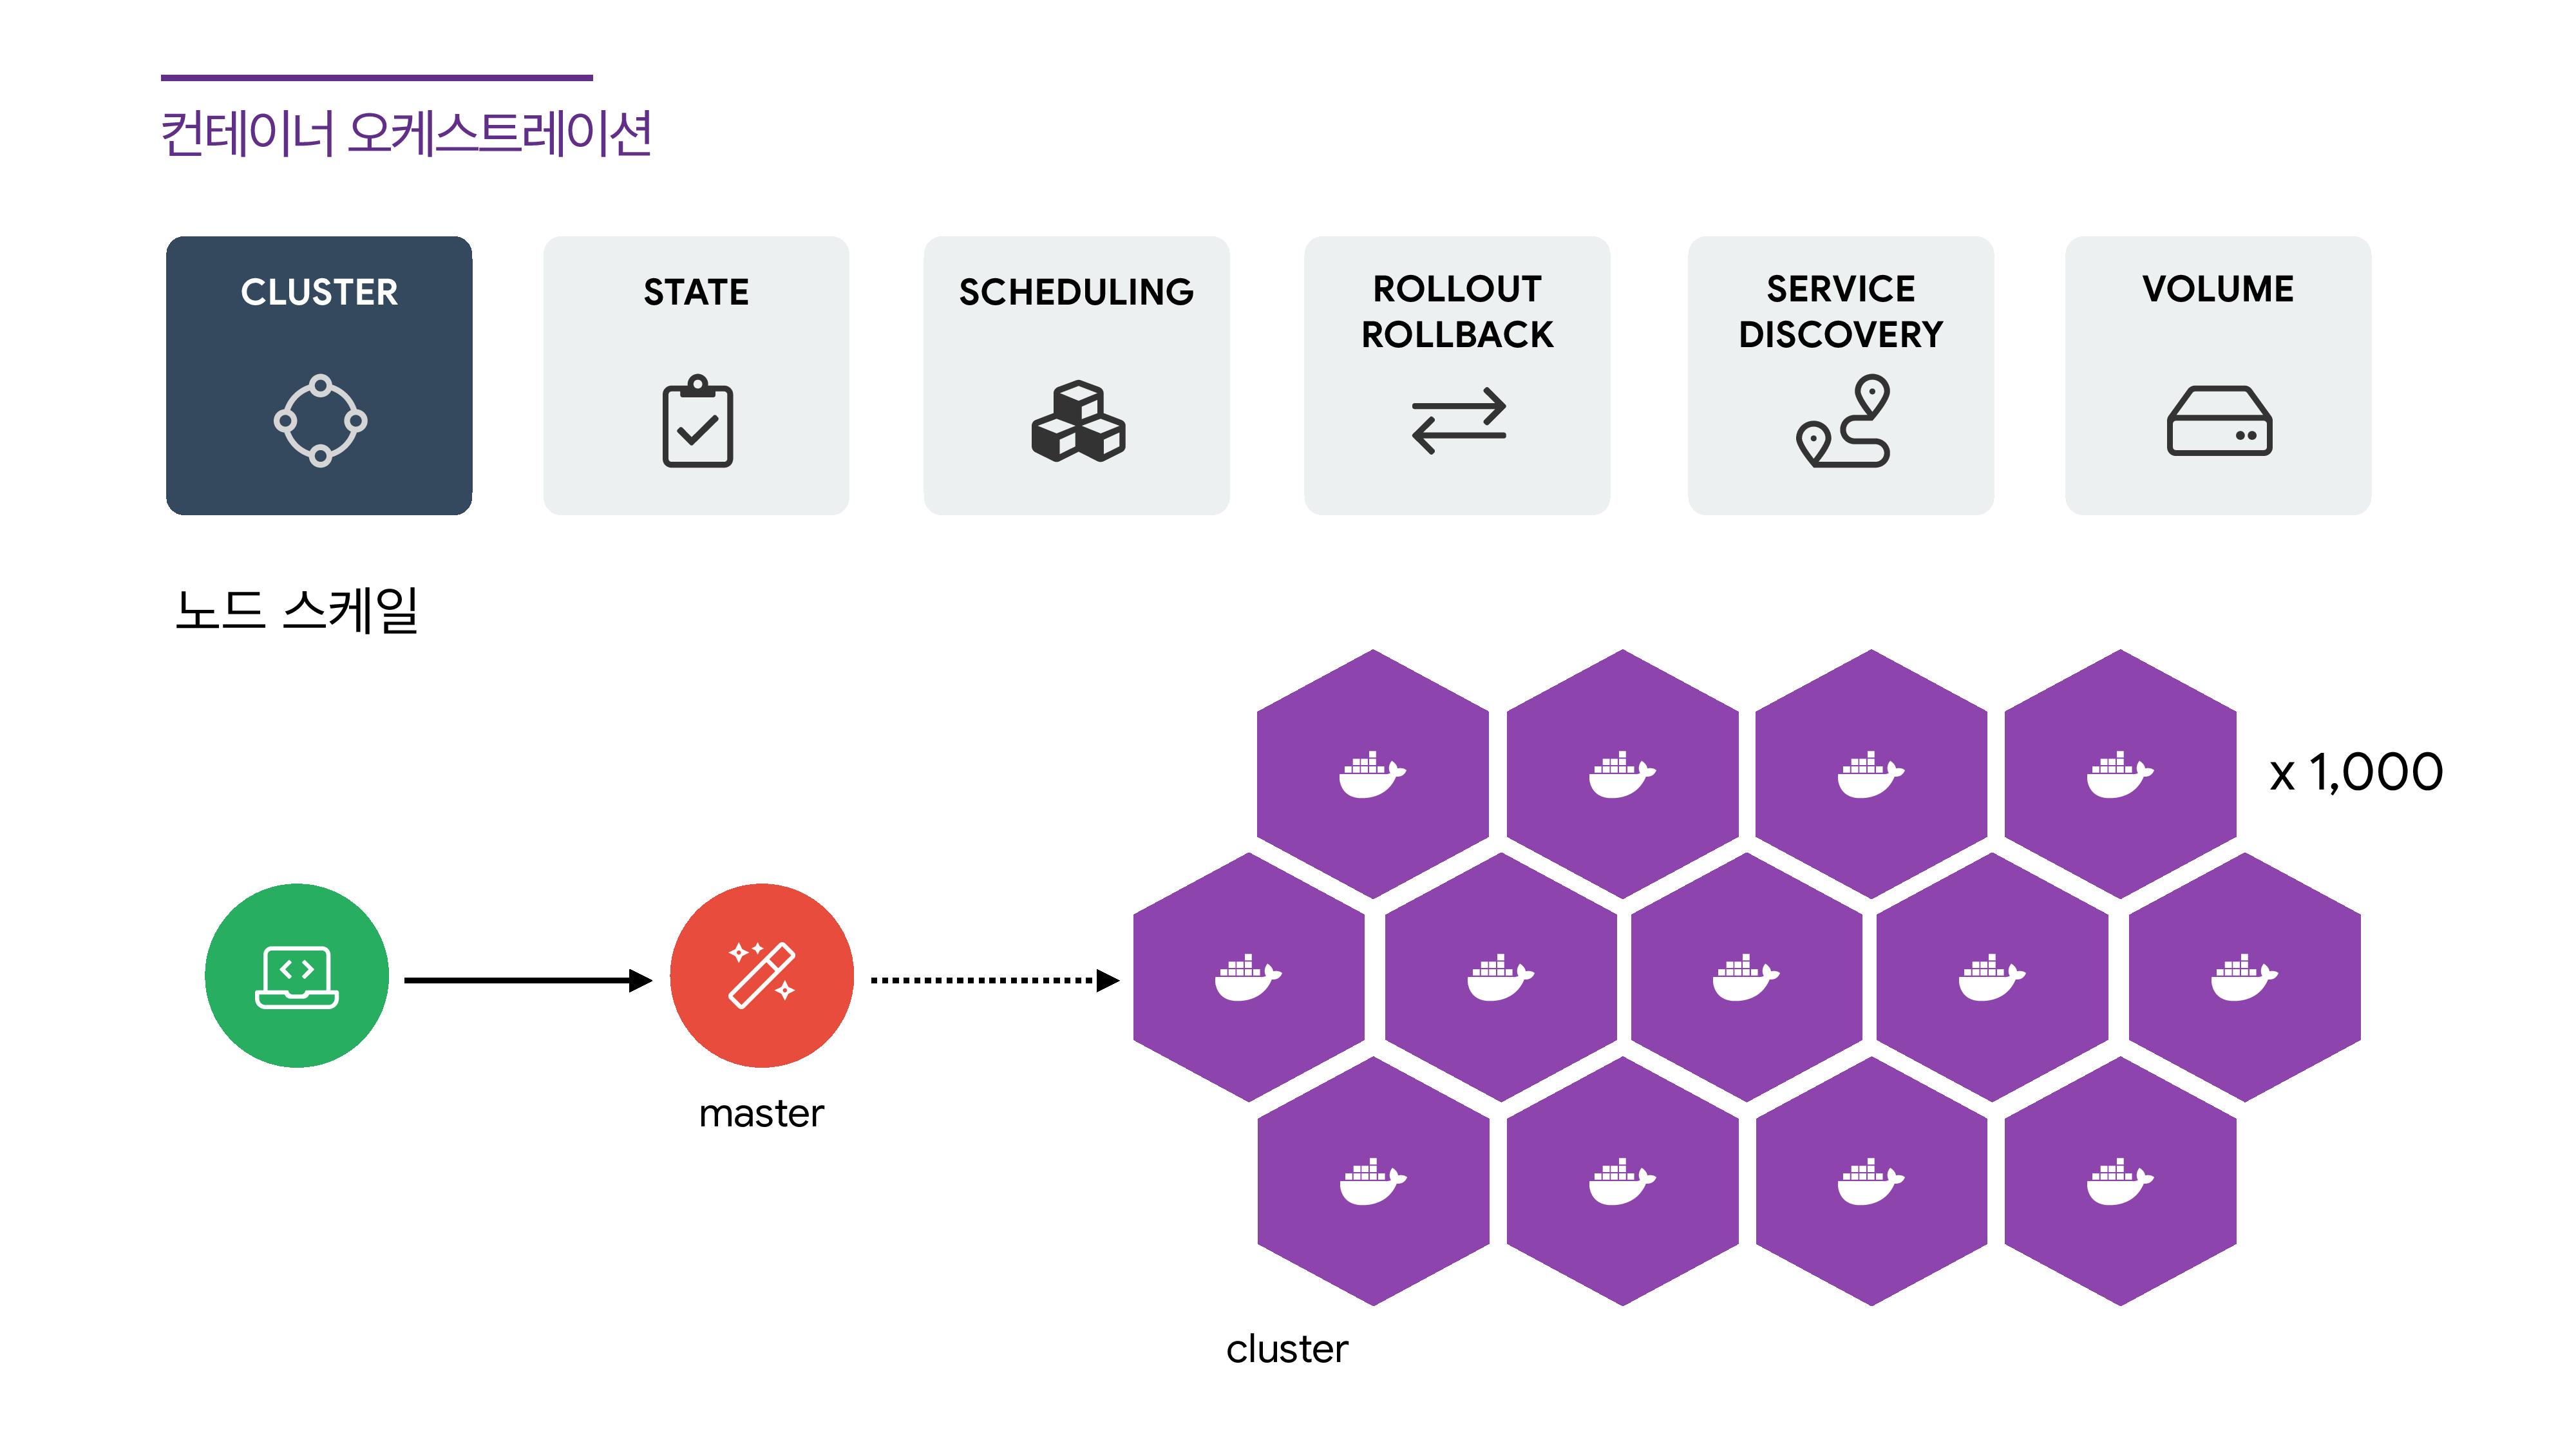 컨테이너 오케스트레이션
CLUSTER
STATE
SCHEDULING
ROLLOUT
ROLLBACK
SERVICE
DISCOVERY
VOLUME
노드 스케일
x 1,000
master
cluster